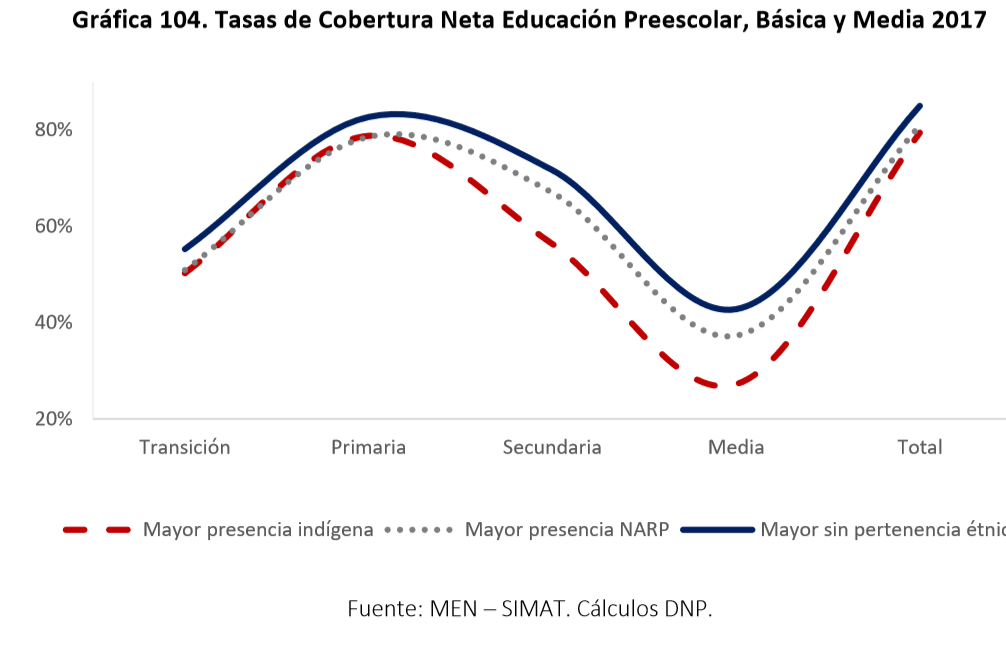 Gráfica 104. Tasas de Cobertura Neta Educación Preescolar, Básica y Media 2017
80%
60%
40%
20%
Transición Primaria Secundaria Media Total
Mayor presencia indígena Mayor presencia NARP Mayor sin pertenencia
Fuente: MEN – SIMAT. Cálculos DNP.